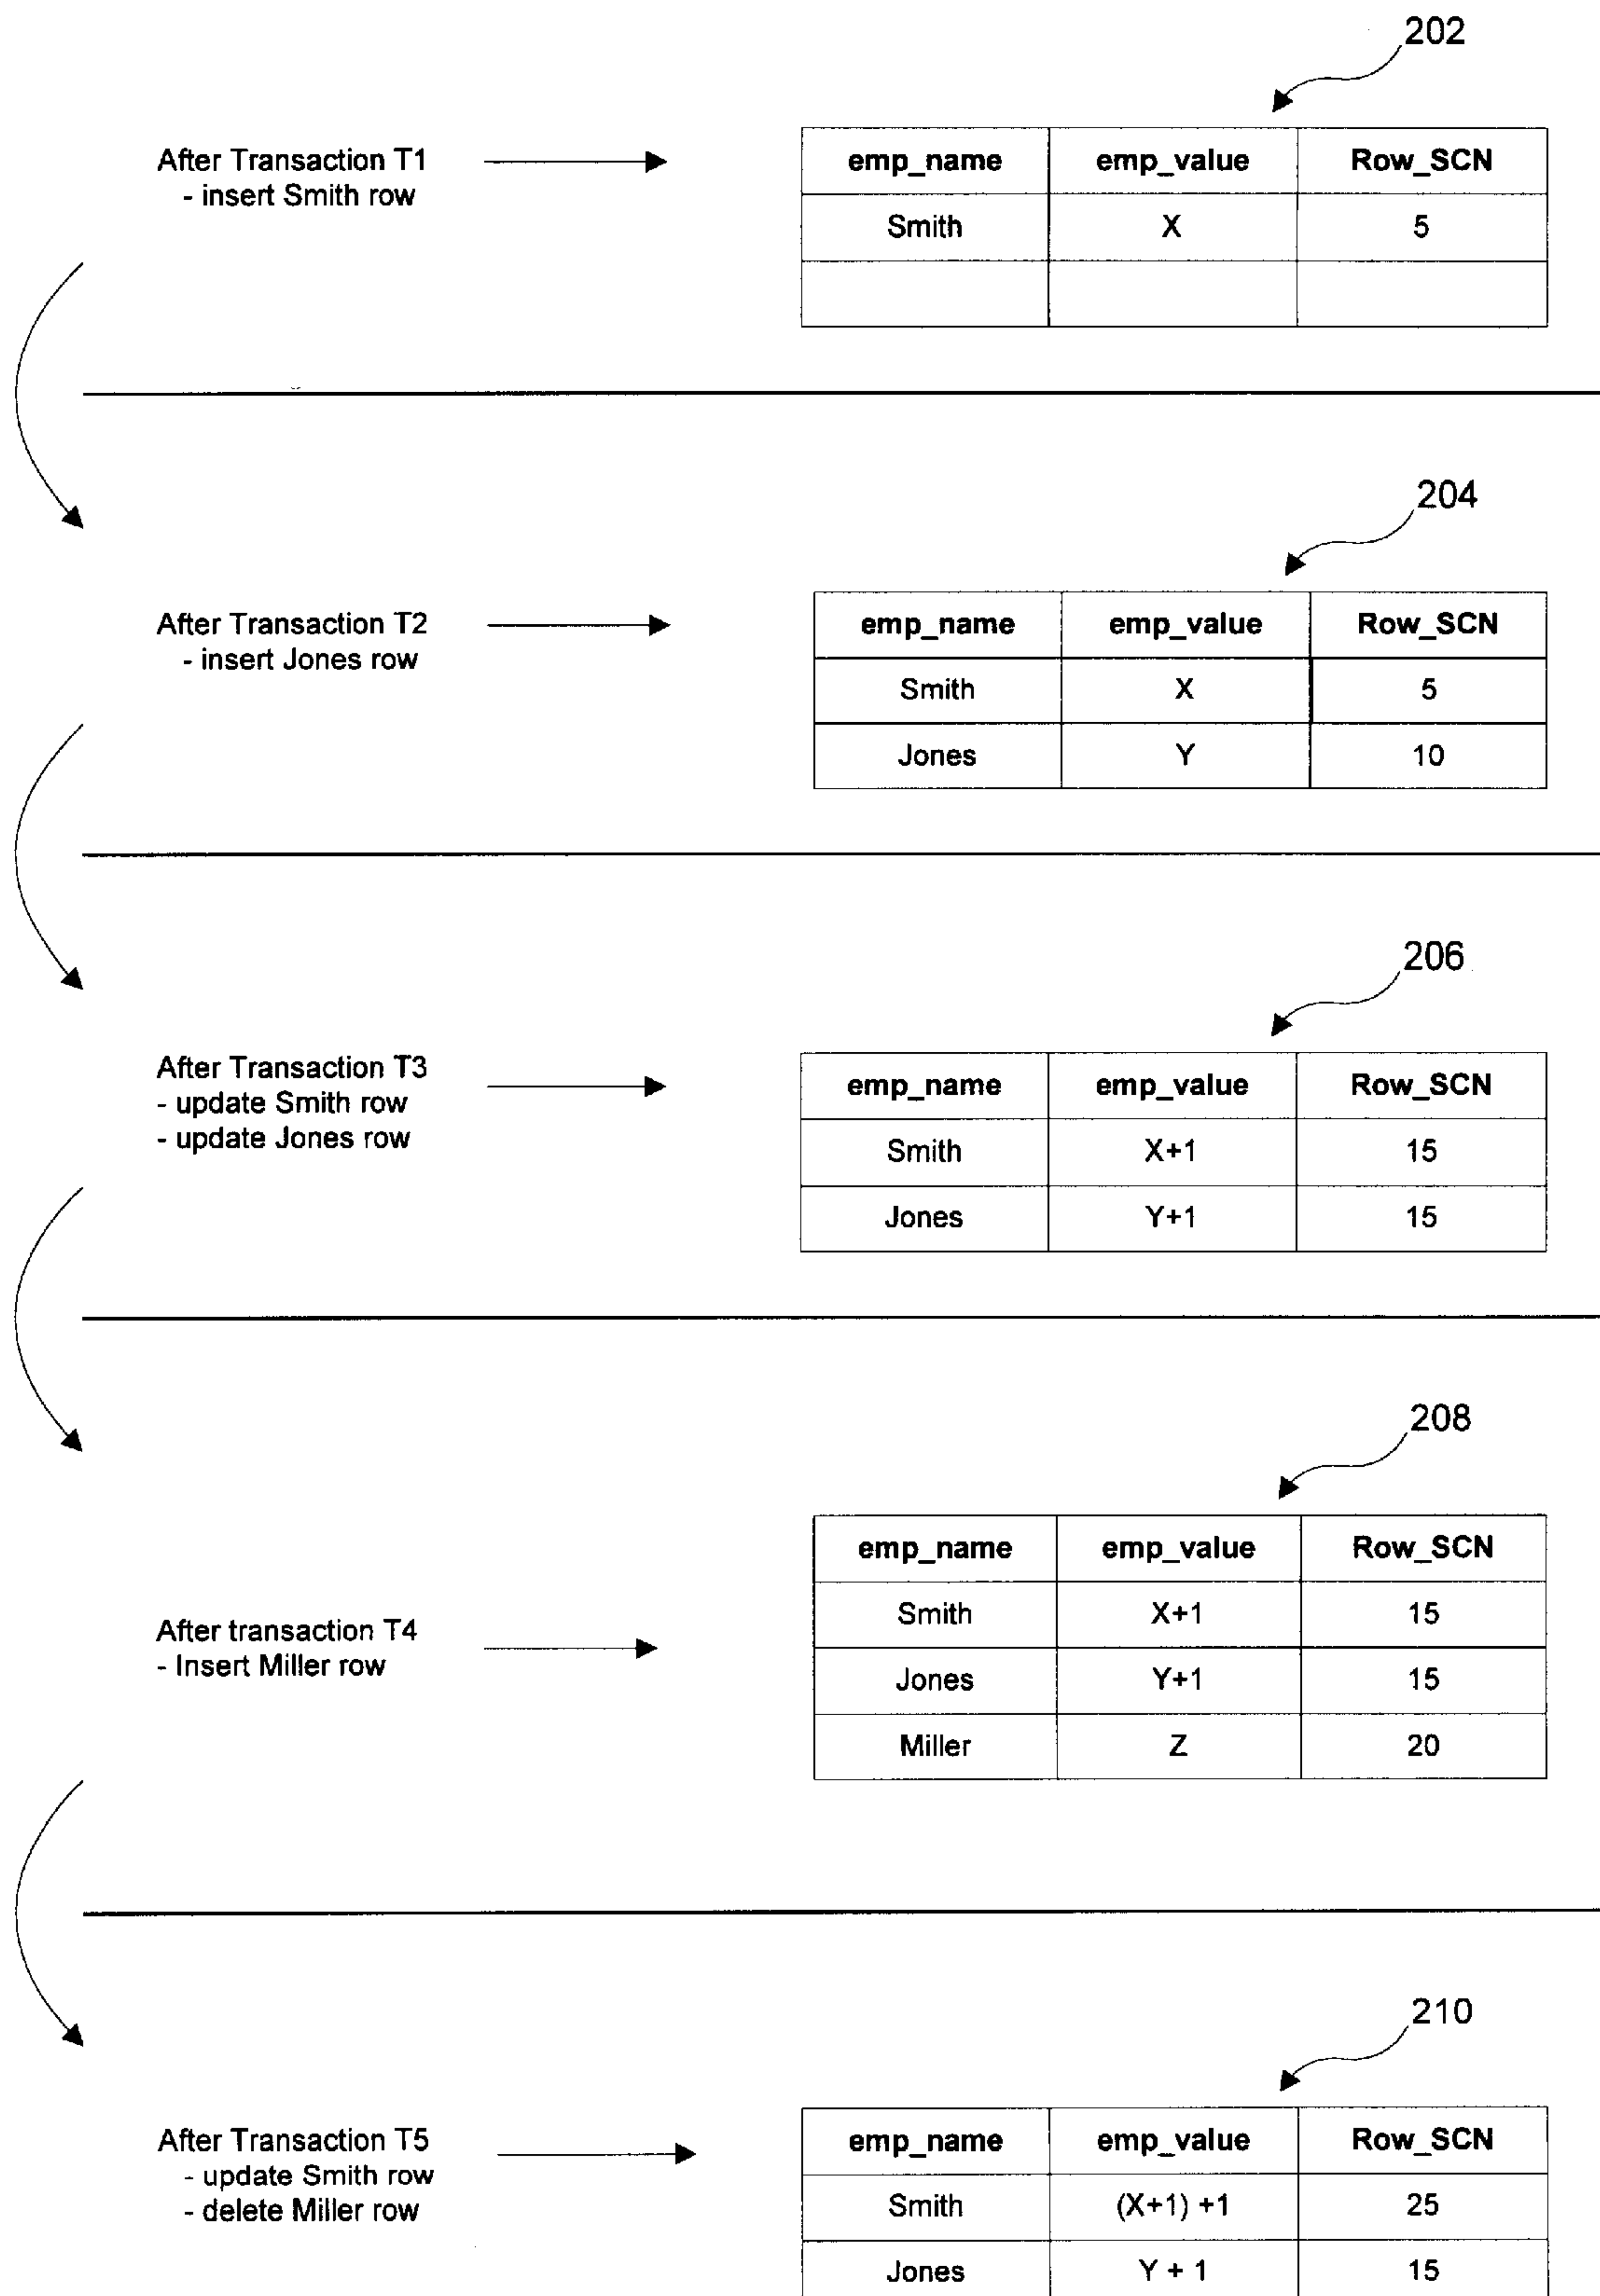 202
After Transaction T1
- insert Smith row
emp_name emp_value Row_SCN
Smith X 5
204
After Transaction T2
- insert Jones row
emp_name emp_value Row_SCN
Smith X 5
Jones Y 10
206
After Transaction T3
- update Smith row
- update Jones row
emp_name emp_value Row_SCN
Smith X+1 15
Jones Y+1 15
208
After transaction T4
- Insert Miller row
emp_name emp_value Row_SCN
Smith X+1 15
Jones Y+1 15
Miller Z 20
210
After Transaction T5
- update Smith row
- delete Miller row
emp_name emp_value Row_SCN
Smith (X+1) +1 25
Jones Y + 1 15